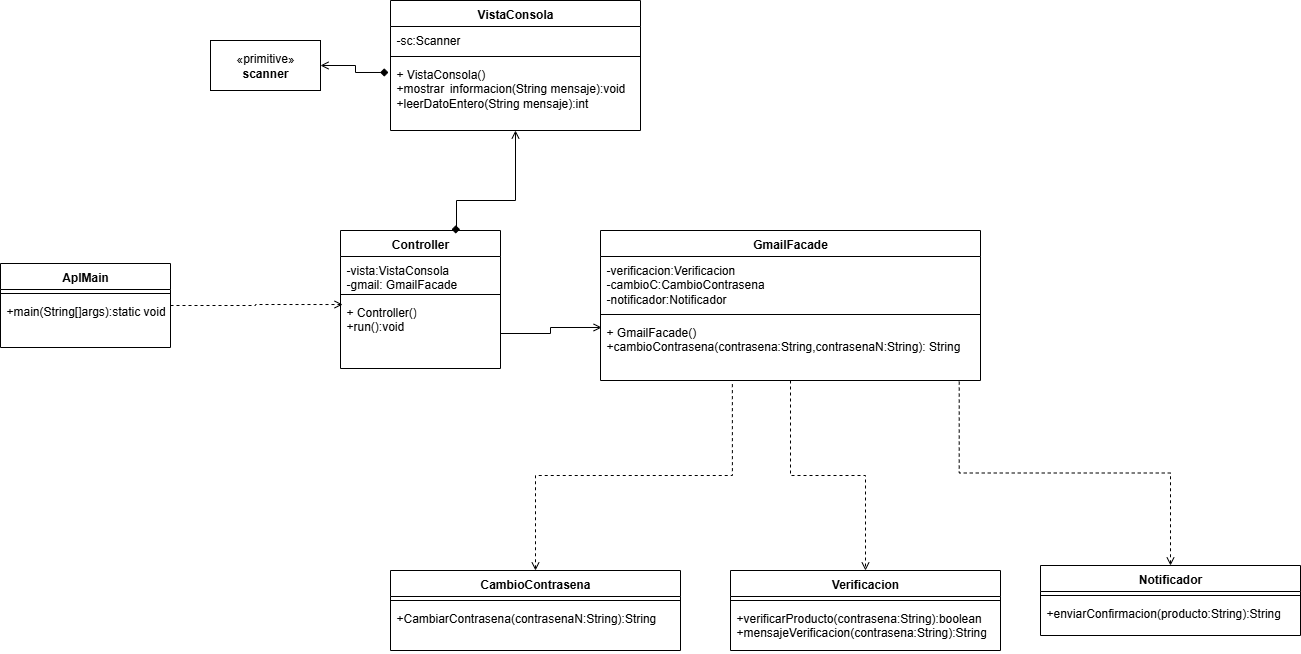 VistaConsola
-sc:Scanner
+ VistaConsola()
+mostrar informacion(String mensaje):void
+leerDatoEntero(String mensaje):int
«primitive»
scanner
AplMain
+main(String[]args):static void
Controller
-vista:VistaConsola
-gmail: GmailFacade
+ Controller()
+run():void
GmailFacade
-verificacion:Verificacion
-cambioC:CambioContrasena
-notificador:Notificador
+ GmailFacade()
+cambioContrasena(contrasena:String,contrasenaN:String): String
CambioContrasena
+CambiarContrasena(contrasenaN:String):String
Verificacion
+verificarProducto(contrasena:String):boolean
+mensajeVerificacion(contrasena:String):String
Notificador
+enviarConfirmacion(producto:String):String